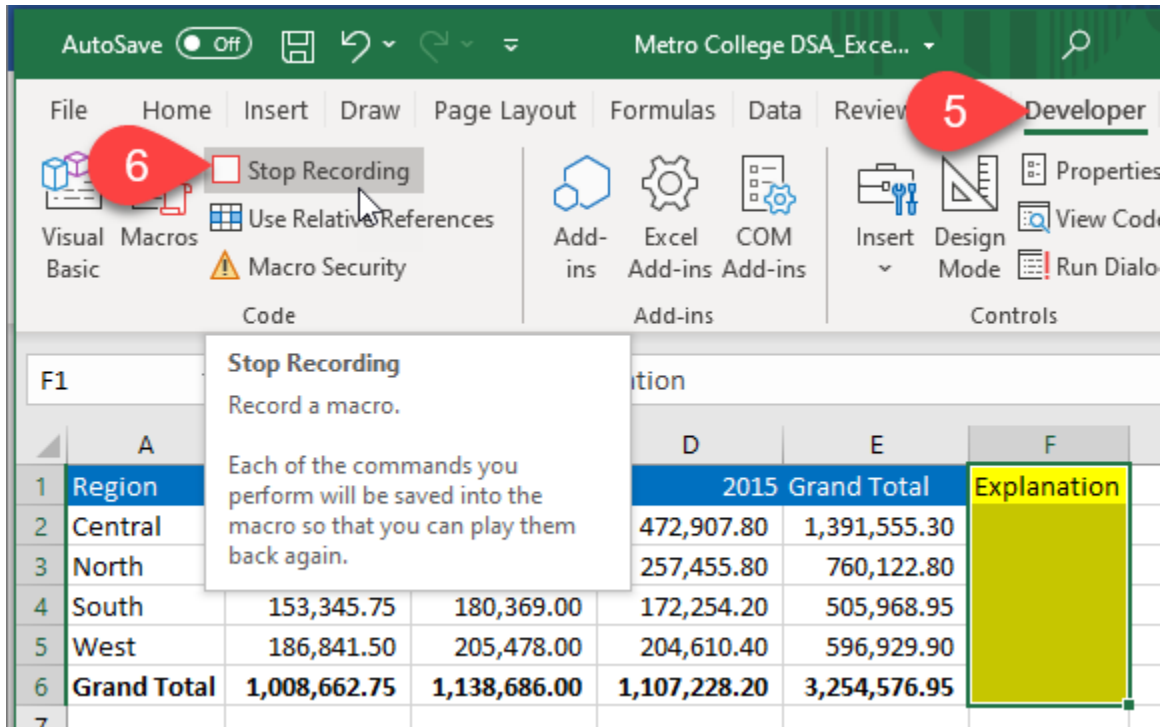 AutoSave Off Metro College DSA_Exce...
File Home Insert Draw Page Layout Formulas Data Review 5 Developer
6 Stop Recording Properties
Use Relative References View Code
Visual Macros Add- Excel COM Insert Design
Basic Macro Security ins Add-ins Add-ins Mode Run Dialo
Code Add-ins Controls
F1
Stop Recording
Record a macro.
Each of the commands you
perform will be saved into the
macro so that you can play them
back again.
A D E F
1 Region 2015 Grand Total Explanation
2 Central 472,907.80 1,391,555.30
3 North 257,455.80 760,122.80
4 South 153,345.75 180,369.00 172,254.20 505,968.95
5 West 186,841.50 205,478.00 204,610.40 596,929.90
6 Grand Total 1,008,662.75 1,138,686.00 1,107,228.20 3,254,576.95